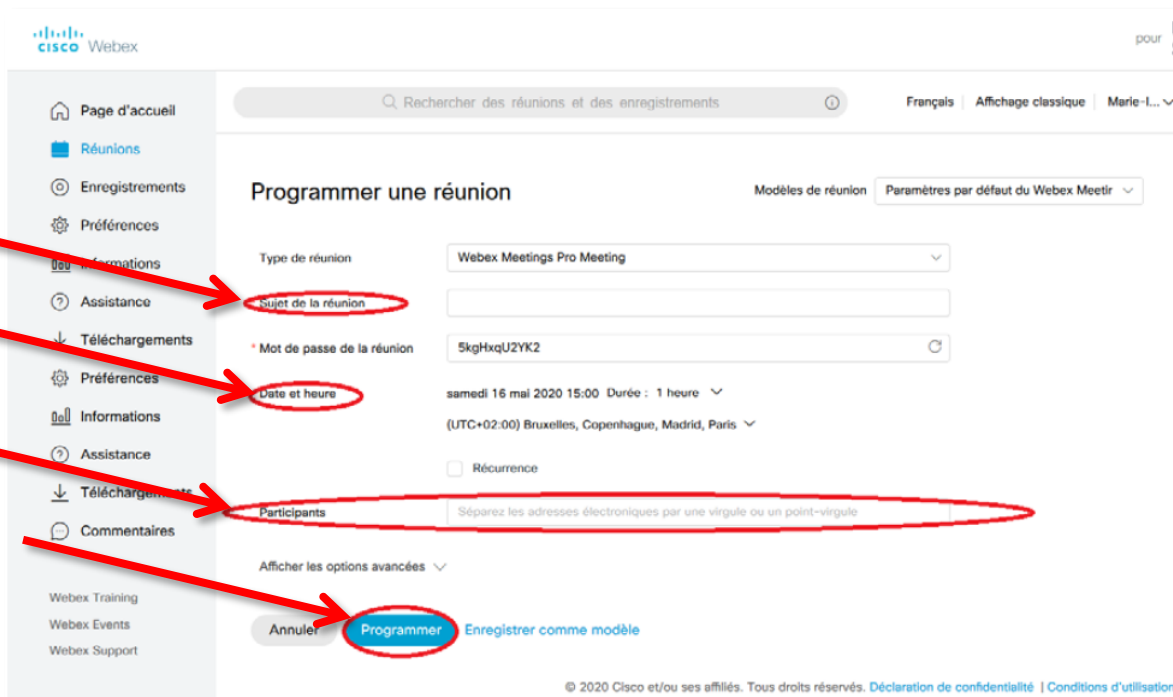 cisco Webex
pour
Rechercher des réunions et des enregistrements
Français | Affichage classique | Marie-I...
Page d'accueil
Réunions
Enregistrements
Préférences
Informations
Assistance
Téléchargements
Préférences
Informations
Assistance
Téléchargements
Commentaires
Webex Training
Webex Events
Webex Support
Programmer une réunion
Modèles de réunion Paramètres par défaut du Webex Meetir
Type de réunion Webex Meetings Pro Meeting
Sujet de la réunion
* Mot de passe de la réunion 5kgHxqU2YK2
Date et heure samedi 16 mai 2020 15:00 Durée : 1 heure
(UTC+02:00) Bruxelles, Copenhague, Madrid, Paris
Récurrence
Participants Séparez les adresses électroniques par une virgule ou un point-virgule
Afficher les options avancées
Annuler Programmer Enregistrer comme modèle
© 2020 Cisco et/ou ses affiliés. Tous droits réservés. Déclaration de confidentialité | Conditions d'utilisation